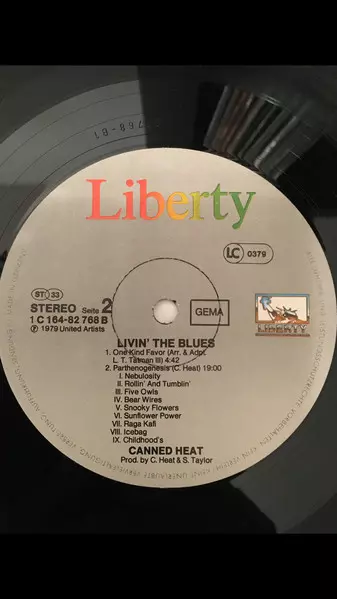 Liberty
LC 0379
ST 33
STEREO Seite 2
1 C 164-82 768 B
℗ 1979 United Artists
GEMA
LIBERTY
LIVIN' THE BLUES
1. One Kind Favor (Arr. & Adpt.
L. T. Tatman III) 4:42
2. Parthenogenesis (C. Heat) 19:00
I. Nebulosity
II. Rollin' And Tumblin'
III. Five Owls
IV. Bear Wires
V. Snooky Flowers
VI. Sunflower Power
VII. Raga Kafi
VIII. Icebag
IX. Childhood's
CANNED HEAT
Prod. by C. Heat & S. Taylor